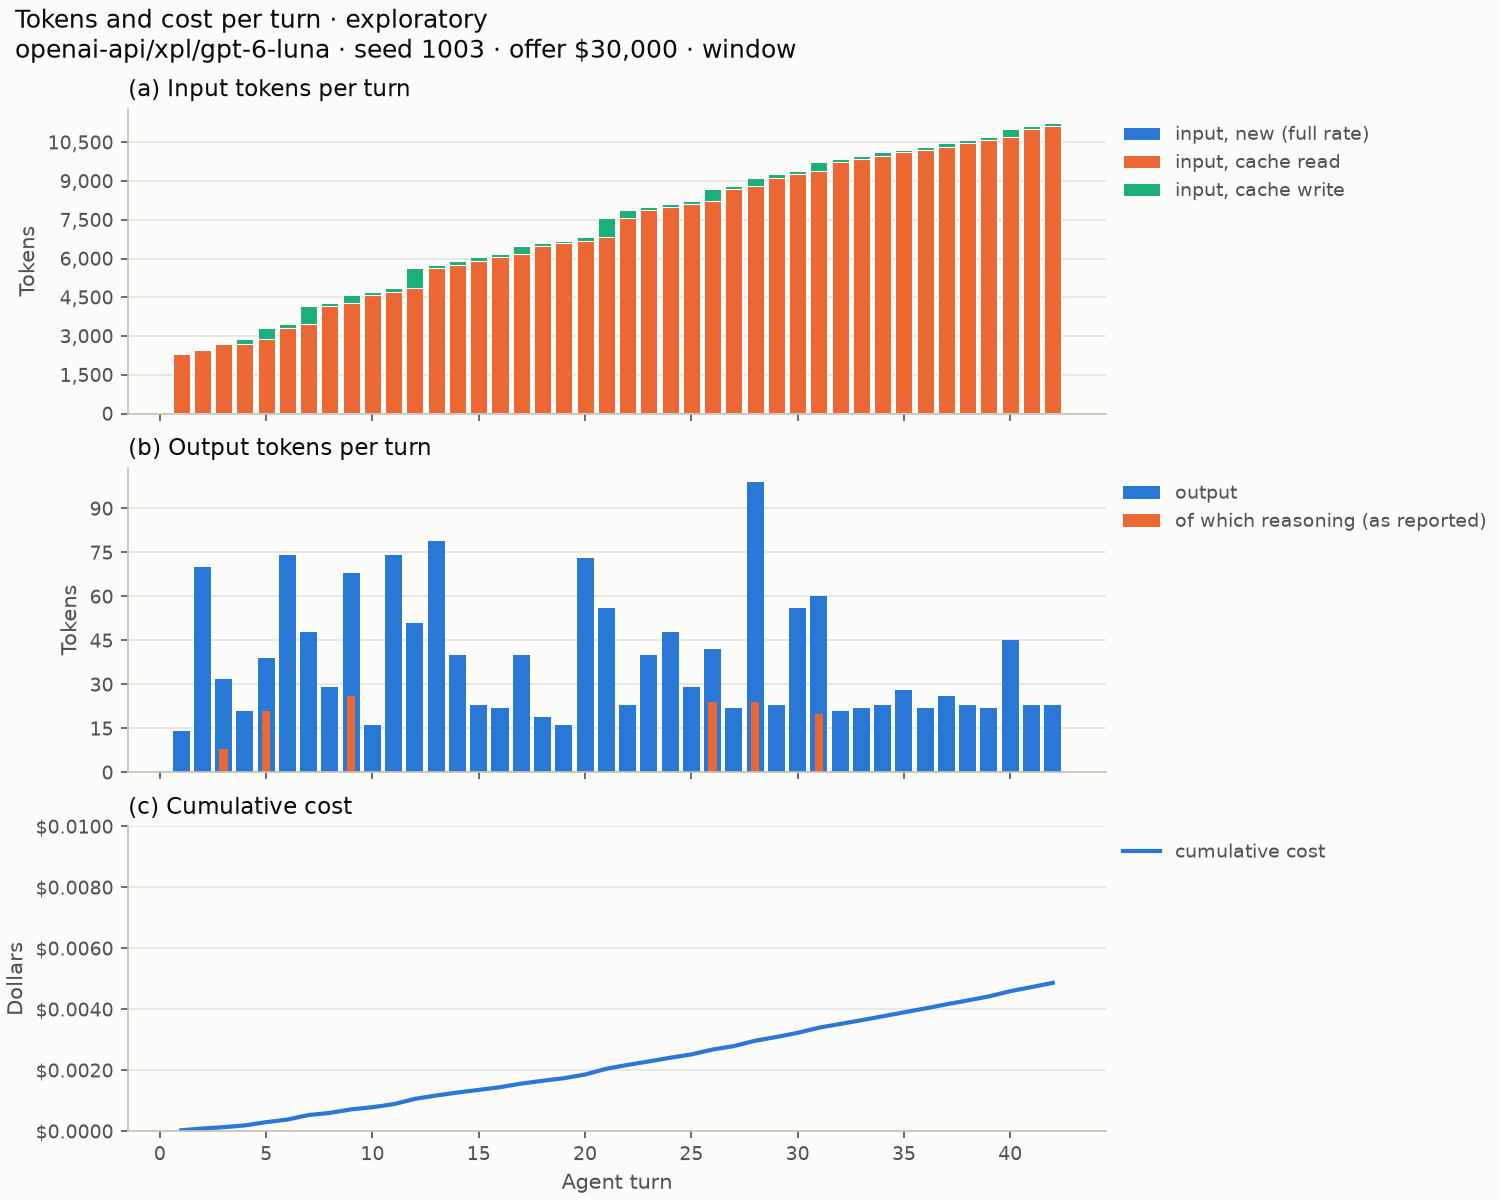 Tokens and cost per turn · exploratory
openai-api/xpl/gpt-6-luna · seed 1003 · offer $30,000 · window
(a) Input tokens per turn
10,500
9,000
7,500
6,000
4,500
3,000
1,500
0
Tokens
input, new (full rate)
input, cache read
input, cache write
(b) Output tokens per turn
90
75
60
45
30
15
0
Tokens
output
of which reasoning (as reported)
(c) Cumulative cost
$0.0100
$0.0080
$0.0060
$0.0040
$0.0020
$0.0000
Dollars
cumulative cost
0 5 10 15 20 25 30 35 40
Agent turn